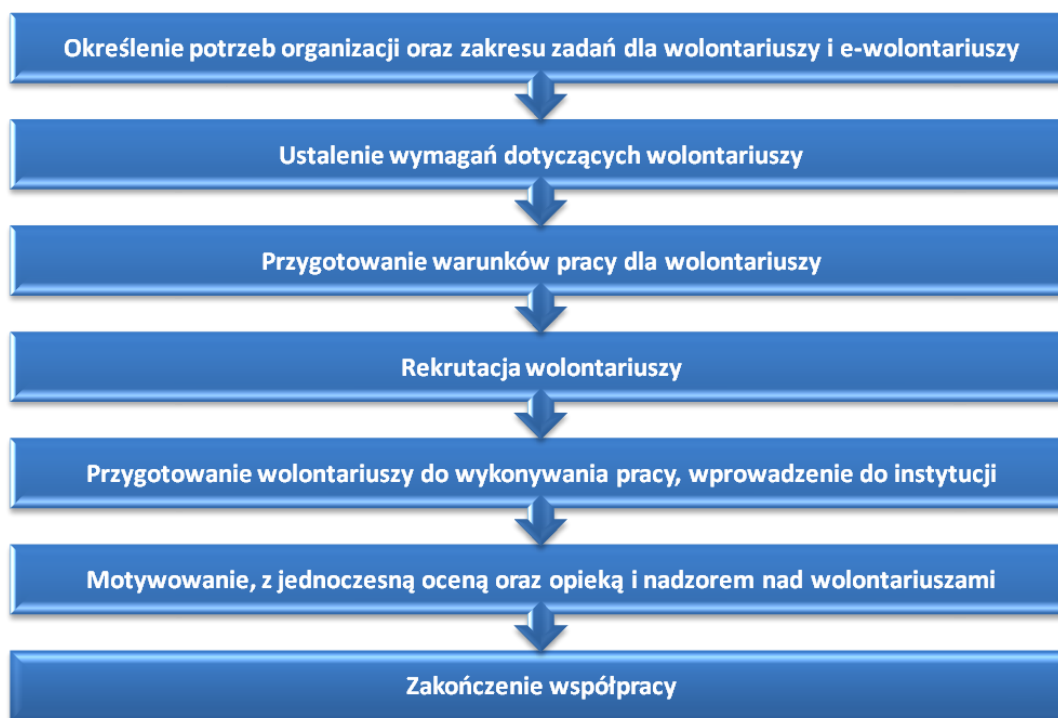 Określenie potrzeb organizacji oraz zakresu zadań dla wolontariuszy i e-wolontariuszy
Ustalenie wymagań dotyczących wolontariuszy
Przygotowanie warunków pracy dla wolontariuszy
Rekrutacja wolontariuszy
Przygotowanie wolontariuszy do wykonywania pracy, wprowadzenie do instytucji
Motywowanie, z jednoczesną oceną oraz opieką i nadzorem nad wolontariuszami
Zakończenie współpracy